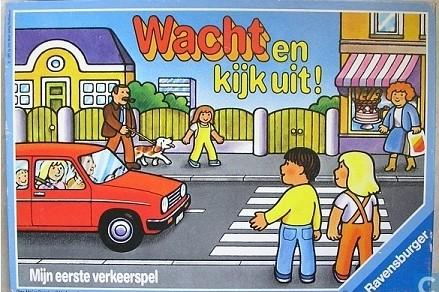 Wacht en
kijk uit!
Mijn eerste verkeerspel
Ravensburger